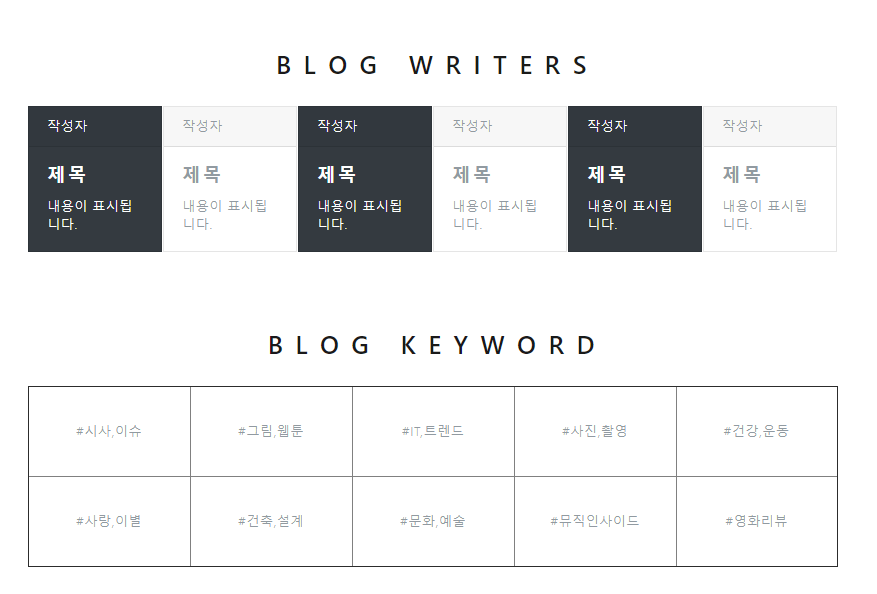 BLOG WRITERS
작성자 작성자 작성자 작성자 작성자 작성자
제목 제목 제목 제목 제목 제목
내용이 표시됩 내용이 표시됩 내용이 표시됩 내용이 표시됩 내용이 표시됩 내용이 표시됩
니다. 니다. 니다. 니다. 니다. 니다.
BLOG KEYWORD
#시사,이슈 #그림,웹툰 #IT,트렌드 #사진,촬영 #건강,운동
#사랑,이별 #건축,설계 #문화,예술 #뮤직인사이드 #영화리뷰